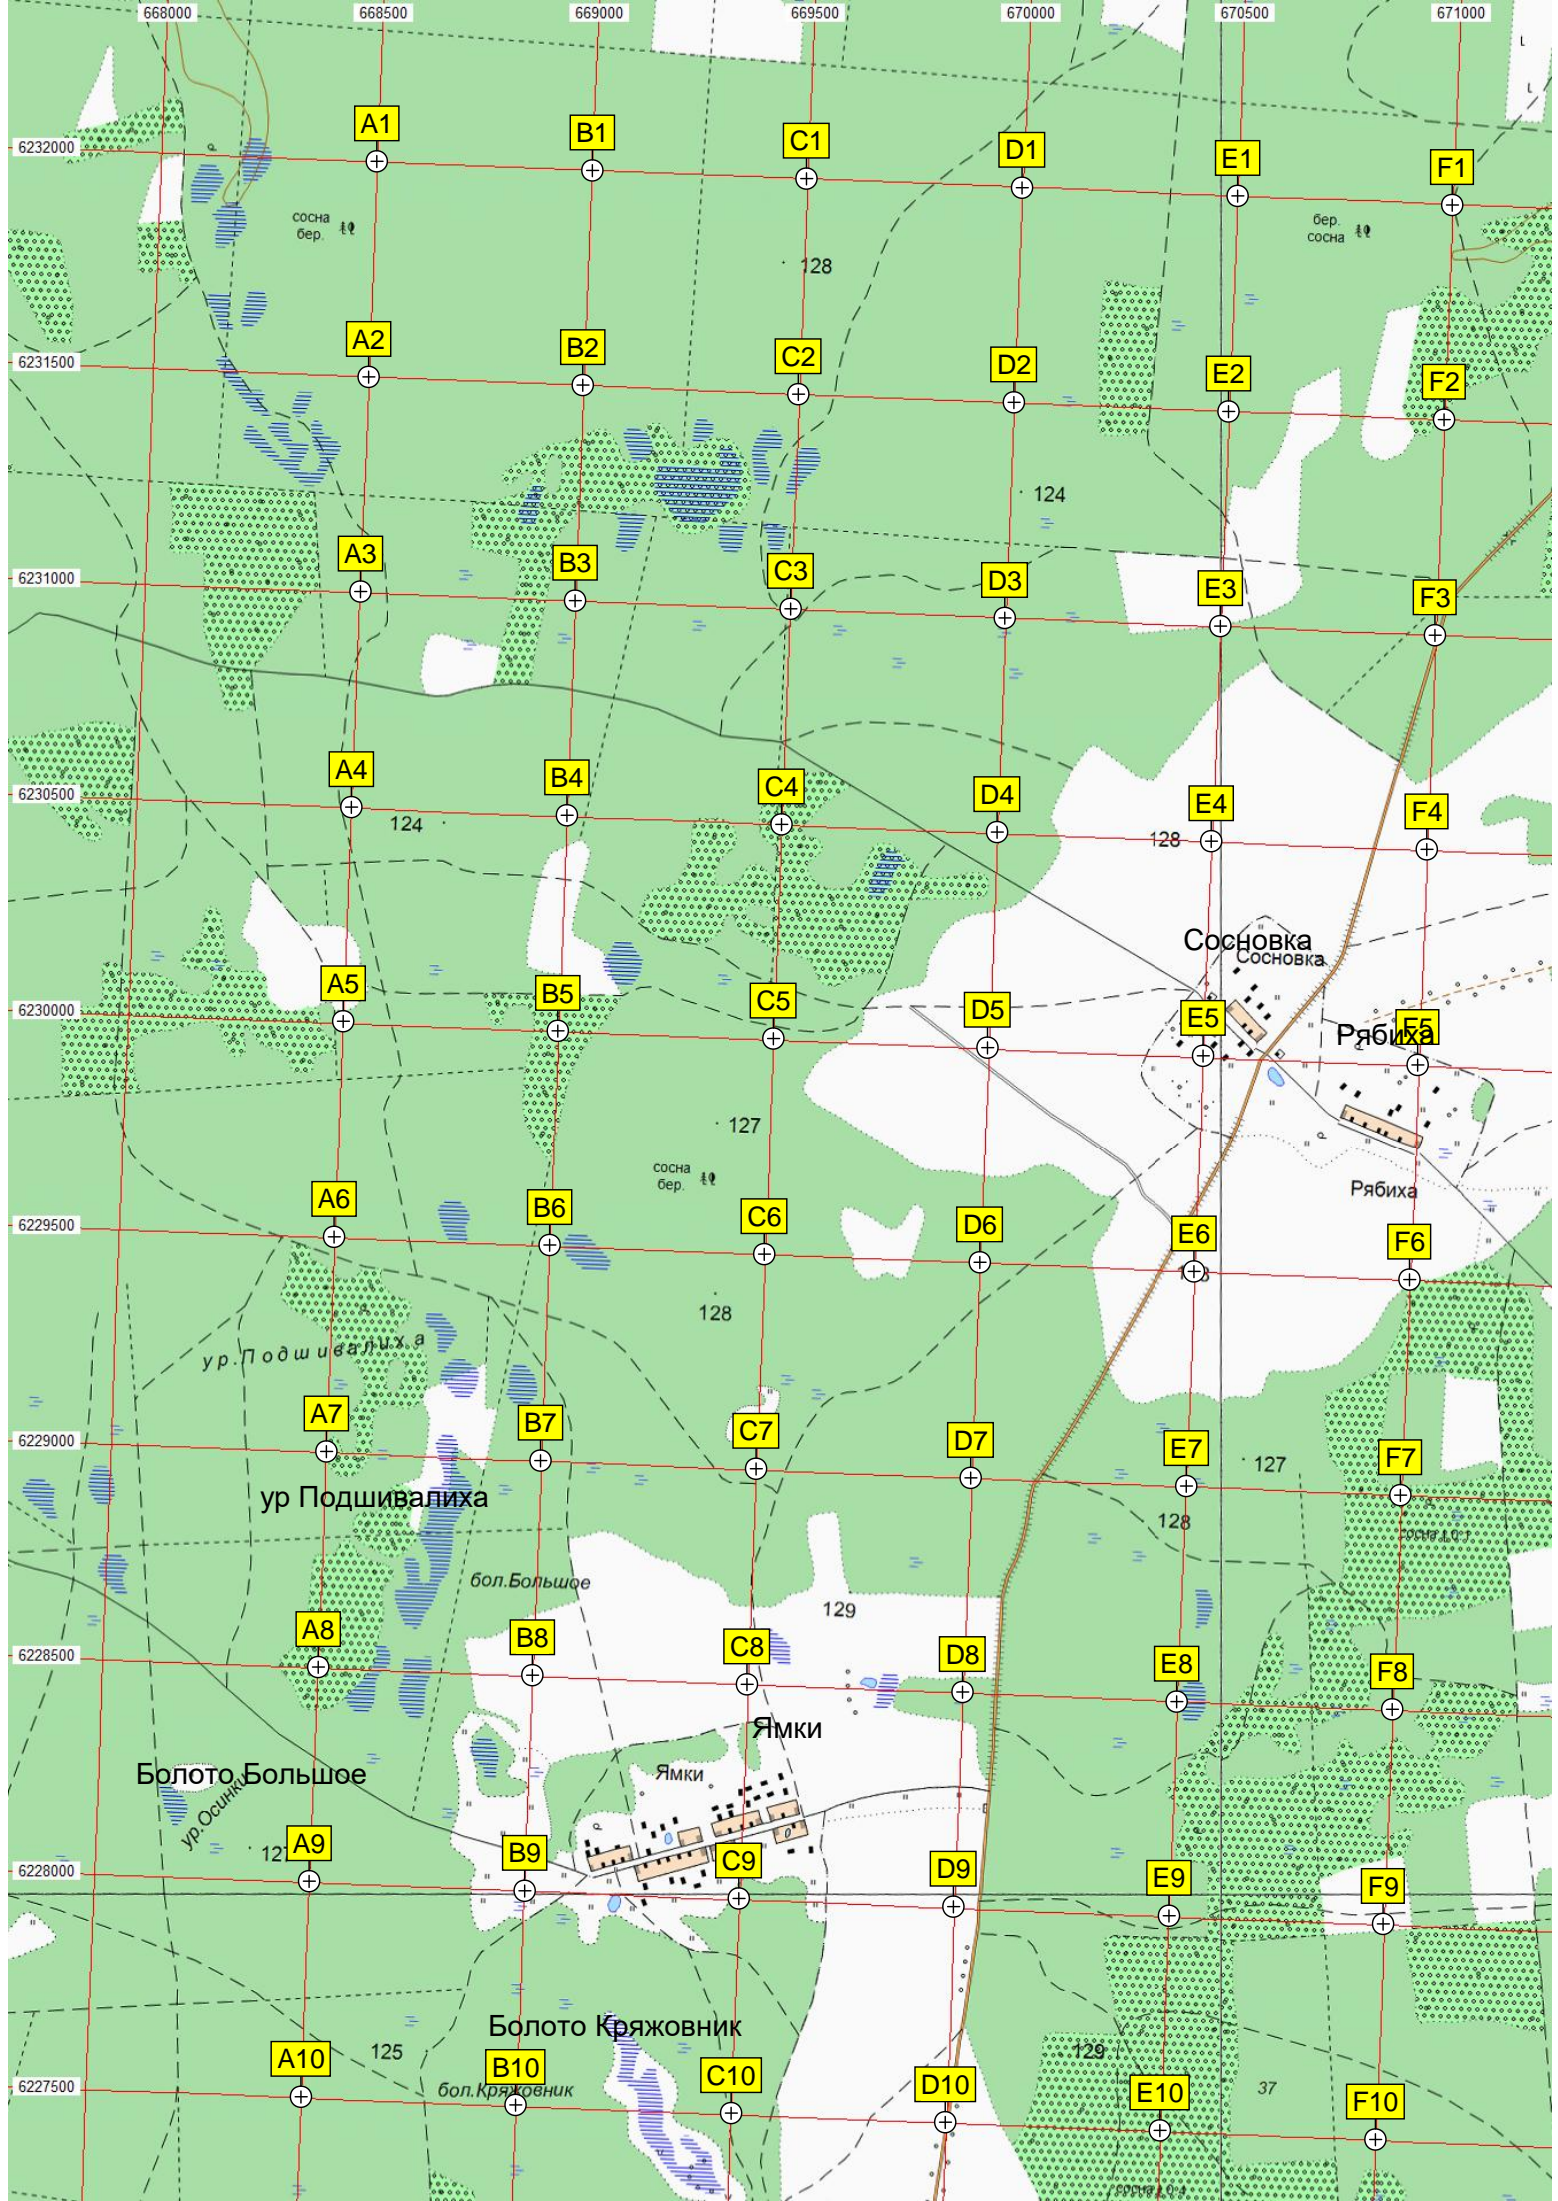 668000 668500 669000 669500 670000 670500 671000
6232000
A1 B1 C1 D1 E1 F1
сосна
бер.
бер.
сосна
128
6231500
A2 B2 C2 D2 E2 F2
124
6231000
A3 B3 C3 D3 E3 F3
6230500
A4 B4 C4 D4 E4 F4
124
128
Сосновка
Сосновка
6230000
A5 B5 C5 D5 E5 F5
Рябиха
127
сосна
бер.
Рябиха
6229500
A6 B6 C6 D6 E6 F6
128
ур.Подшивалиха
6229000
A7 B7 C7 D7 E7 F7
127
ур Подшивалиха
128
бол.Большое
129
6228500
A8 B8 C8 D8 E8 F8
Ямки
Ямки
Болото Большое
ур.Осинки
6228000
A9 B9 C9 D9 E9 F9
Болото Кряжовник
125
129
6227500
A10 B10 C10 D10 E10 F10
бол.Кряжовник
37